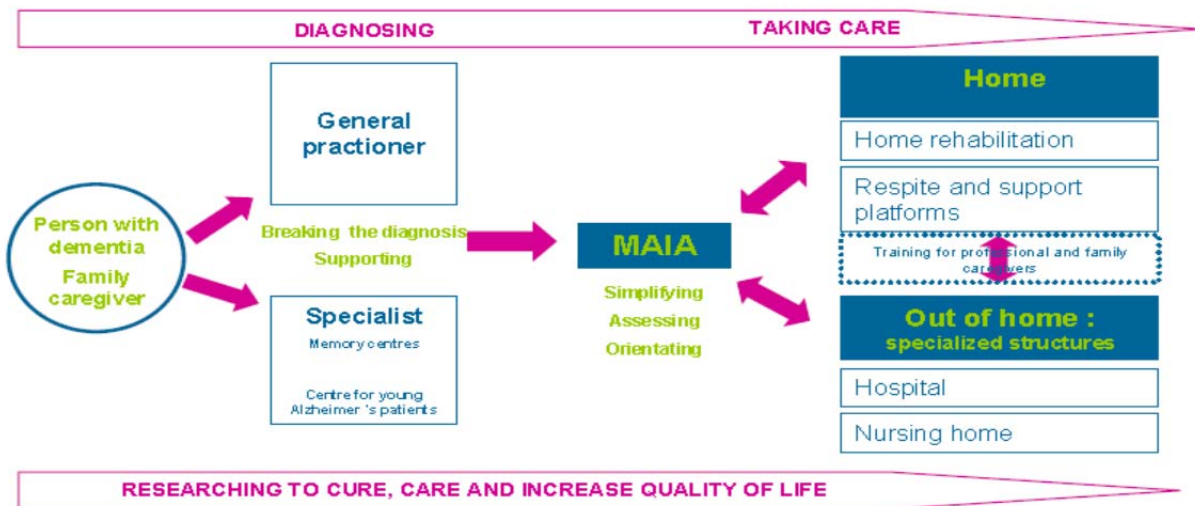 DIAGNOSING
TAKING CARE
Person with
dementia
Family
caregiver
General
practioner
Breaking the diagnosis
Supporting
Specialist
Memory centres
Centre for young
Alzheimer 's patients
MAIA
Simplifying
Assessing
Orientating
Home
Home rehabilitation
Respite and support
platforms
Training for professional and family
caregivers
Out of home :
specialized structures
Hospital
Nursing home
RESEARCHING TO CURE, CARE AND INCREASE QUALITY OF LIFE